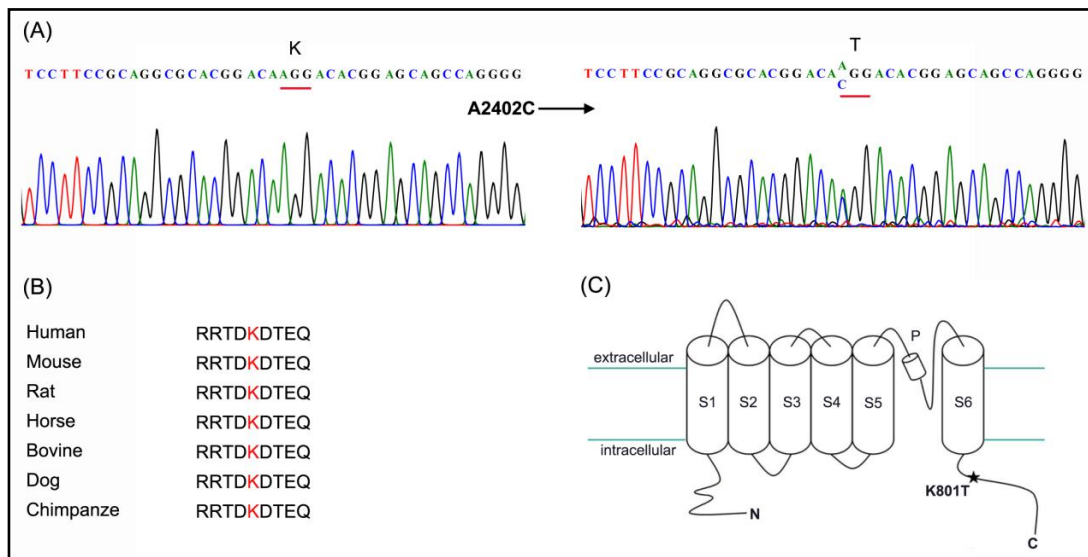 (A)
K
TCCTTCCGCAGGCGCACGGACAAGGACACGGAGCAGCCAGGGG
A2402C
T
A
TCCTTCCGCAGGCGCACGGACA GGACACGGAGCAGCCAGGGG
C
(B)
Human RRTDKDTEQ
Mouse RRTDKDTEQ
Rat RRTDKDTEQ
Horse RRTDKDTEQ
Bovine RRTDKDTEQ
Dog RRTDKDTEQ
Chimpanze RRTDKDTEQ
(C)
P
extracellular
S1 S2 S3 S4 S5 S6
intracellular
K801T
N
C